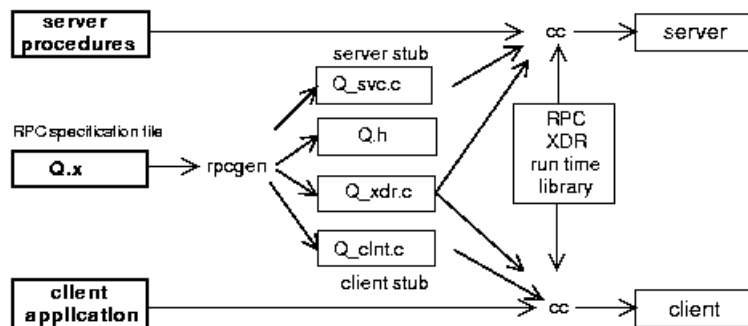 server
procedures
cc
server
server stub
Q_svc.c
RPC specification file
Q.h
RPC
XDR
run time
library
Q.x
rpcgen
Q_xdr.c
Q_clnt.c
client stub
client
application
cc
client